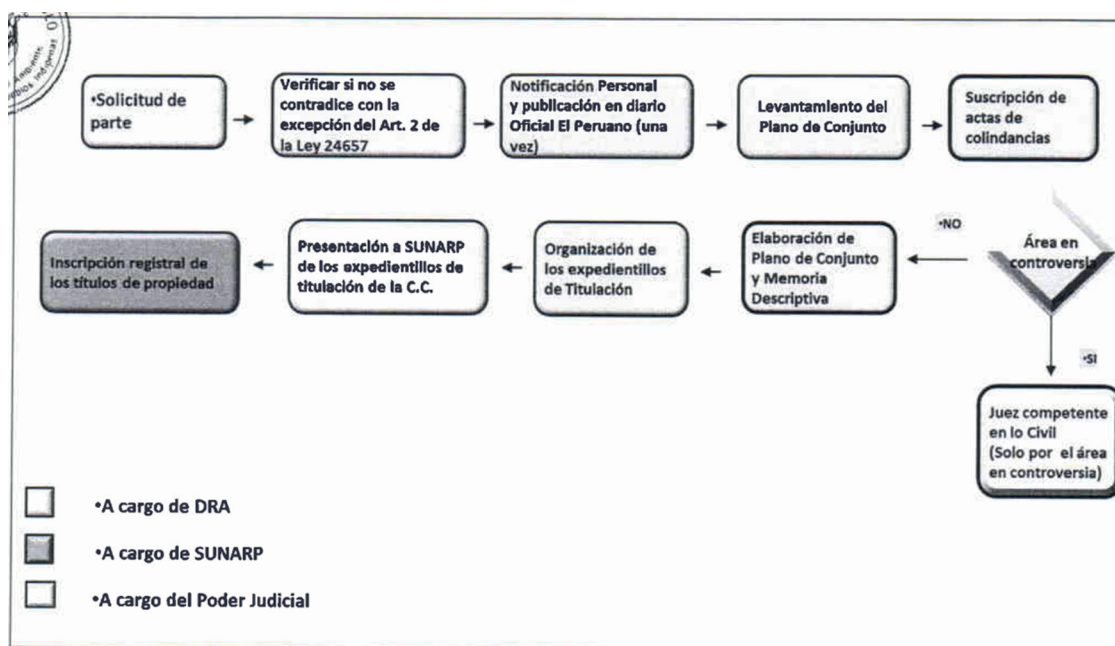 Ambiente
Indígenas
•Solicitud de
parte
Verificar si no se
contradice con la
excepción del Art. 2 de
la Ley 24657
Notificación Personal
y publicación en diario
Oficial El Peruano (una
vez)
Levantamiento del
Plano de Conjunto
Suscripción de
actas de
colindancias
Área en
controversia
•NO
Elaboración de
Plano de Conjunto
y Memoria
Descriptiva
Organización de
los expedientillos
de Titulación
Presentación a SUNARP
de los expedientillos de
titulación de la C.C.
Inscripción registral de
los títulos de propiedad
•SI
Juez competente
en lo Civil
(Solo por el área
en controversia)
•A cargo de DRA
•A cargo de SUNARP
•A cargo del Poder Judicial